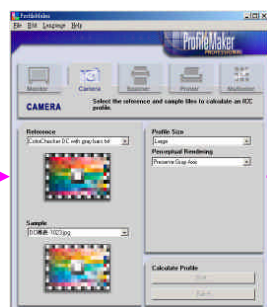 ProfileMaker
File Edit Language Help
ProfileMaker
PROFESSIONAL
Monitor Camera Scanner Printer Multicolor
CAMERA
Select the reference and sample files to calculate an ICC
profile.
Reference
ColorChecker DC with gray bars.txt
Sample
Profile Size
Large
Perceptual Rendering
Preserve Gray Axis
Calculate Profile
Start...
Batch...